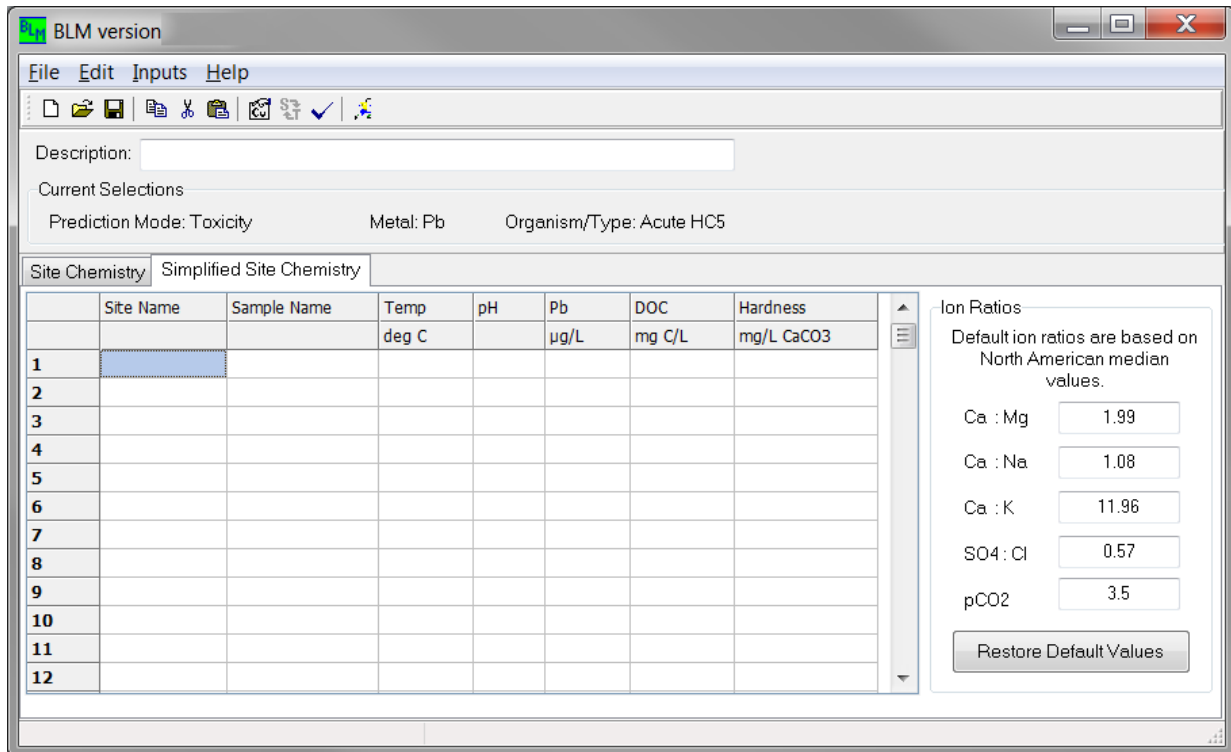 BLM BLM version
File Edit Inputs Help
Description:
Current Selections
Prediction Mode: Toxicity Metal: Pb Organism/Type: Acute HC5
Site Chemistry Simplified Site Chemistry
Site Name Sample Name Temp pH Pb DOC Hardness
deg C µg/L mg C/L mg/L CaCO3
1
2
3
4
5
6
7
8
9
10
11
12
Ion Ratios
Default ion ratios are based on
North American median
values.
Ca : Mg 1.99
Ca : Na 1.08
Ca : K 11.96
SO4 : Cl 0.57
pCO2 3.5
Restore Default Values